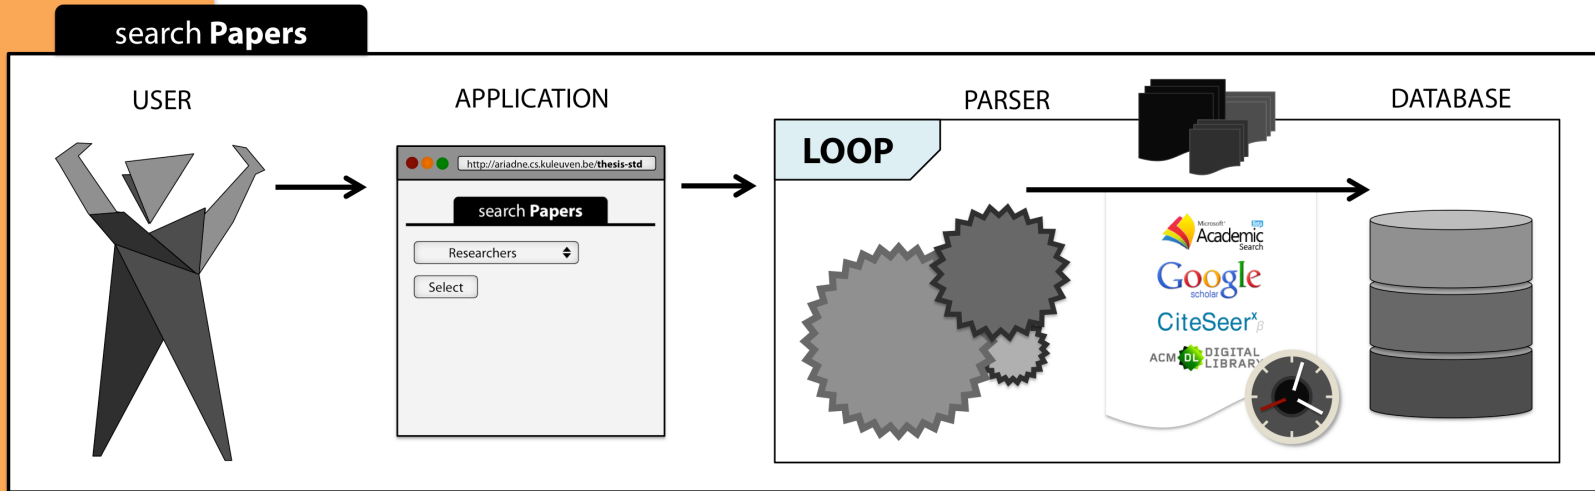 search Papers
USER
APPLICATION
PARSER
DATABASE
LOOP
http://ariadne.cs.kuleuven.be/thesis-std
search Papers
Researchers
Select
Microsoft
Academic
Search
Google
scholar
CiteSeerx β
ACM DL DIGITAL
LIBRARY